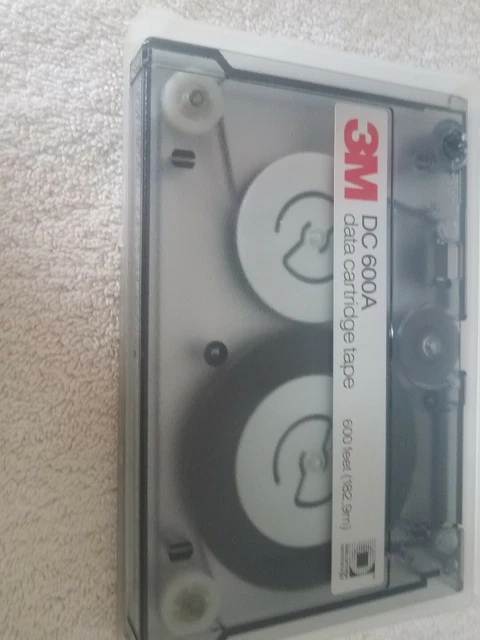 3M
DC 600A
data cartridge tape
600 feet (182.9m)